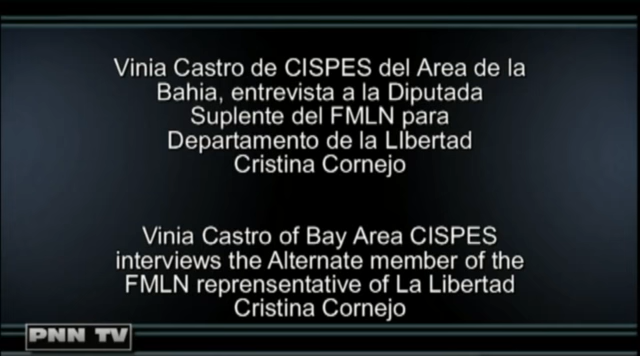 Vinia Castro de CISPES del Area de la
Bahia, entrevista a la Diputada
Suplente del FMLN para
Departamento de la LIbertad
Cristina Cornejo
Vinia Castro of Bay Area CISPES
interviews the Alternate member of the
FMLN reprensentative of La Libertad
Cristina Cornejo
PNN TV